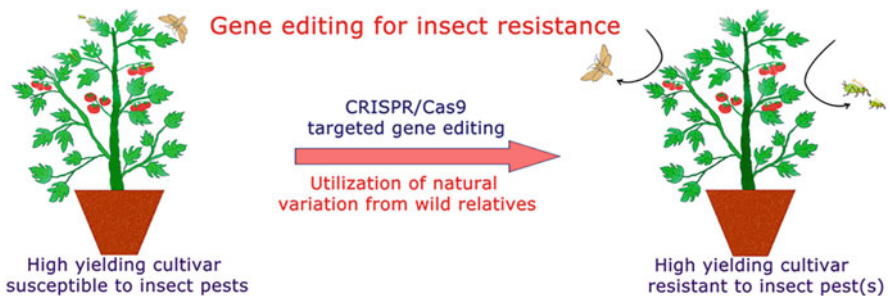 Gene editing for insect resistance
CRISPR/Cas9
targeted gene editing
Utilization of natural
variation from wild relatives
High yielding cultivar
susceptible to insect pests
High yielding cultivar
resistant to insect pest(s)